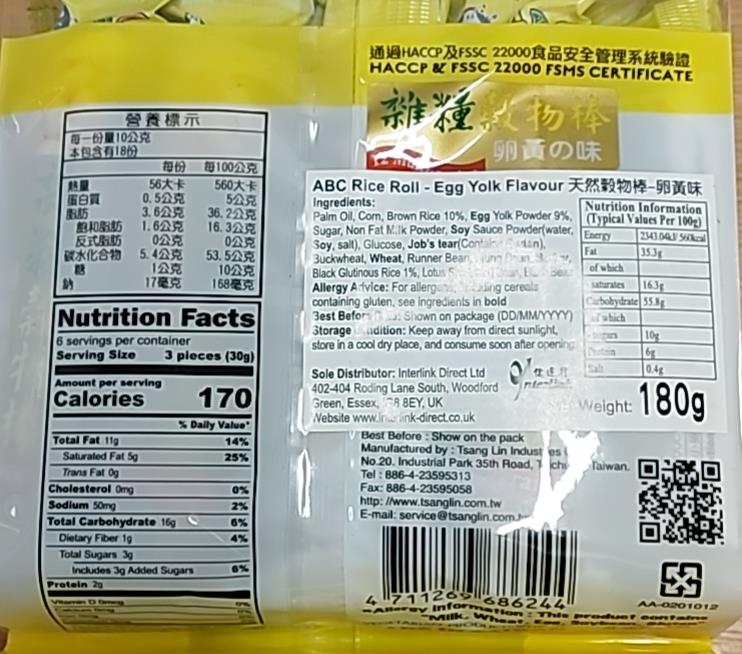 通過HACCP及FSSC 22000食品安全管理系統驗證
HACCP & FSSC 22000 FSMS CERTIFICATE
雜糧穀物棒
卵黃の味
營養標示
每一份量10公克
本包含有18份
每份 每100公克
熱量 56大卡 560大卡
蛋白質 0.5公克 5公克
脂肪 3.6公克 36.2公克
飽和脂肪 1.6公克 16.3公克
反式脂肪 0公克 0公克
碳水化合物 5.4公克 53.5公克
糖 1公克 10公克
鈉 17毫克 168毫克
Nutrition Facts
6 servings per container
Serving Size 3 pieces (30g)
Amount per serving
Calories 170
% Daily Value*
Total Fat 11g 14%
Saturated Fat 5g 25%
Trans Fat 0g
Cholesterol 0mg 0%
Sodium 50mg 2%
Total Carbohydrate 16g 6%
Dietary Fiber 1g 4%
Total Sugars 3g
Includes 3g Added Sugars 6%
Protein 2g
Vitamin D 0mcg 0%
ABC Rice Roll - Egg Yolk Flavour 天然穀物棒-卵黃味
Ingredients:
Palm Oil, Corn, Brown Rice 10%, Egg Yolk Powder 9%,
Sugar, Non Fat Milk Powder, Soy Sauce Powder(water,
Soy, salt), Glucose, Job's tear(
Buckwheat, Wheat, Runner Bean,
Black Glutinous Rice 1%, Lotus
Allergy Advice: For allergens, including cereals
containing gluten, see ingredients in bold
Best Before Shown on package (DD/MM/YYYY)
Storage Condition: Keep away from direct sunlight,
store in a cool dry place, and consume soon after opening
Sole Distributor: Interlink Direct Ltd
402-404 Roding Lane South, Woodford
Green, Essex, 8EY, UK
Website www.interlink-direct.co.uk
Nutrition Information
(Typical Values Per 100g)
Energy 560kcal
Fat 35.3g
of which
saturates 16.3g
Carbohydrate 55.8g
of which
sugars 10g
Protein 6g
Salt 0.4g
Weight: 180g
Best Before : Show on the pack
Manufactured by : Tsang Lin Industries
No.20, Industrial Park 35th Road, Taiwan.
Tel : 886-4-23595313
Fax: 886-4-23595058
http://www.tsanglin.com.tw
E-mail: service@tsanglin.com.tw
4 711269 686244
AA-0201012
Allergy Information : This product contains
"Milk, Wheat,